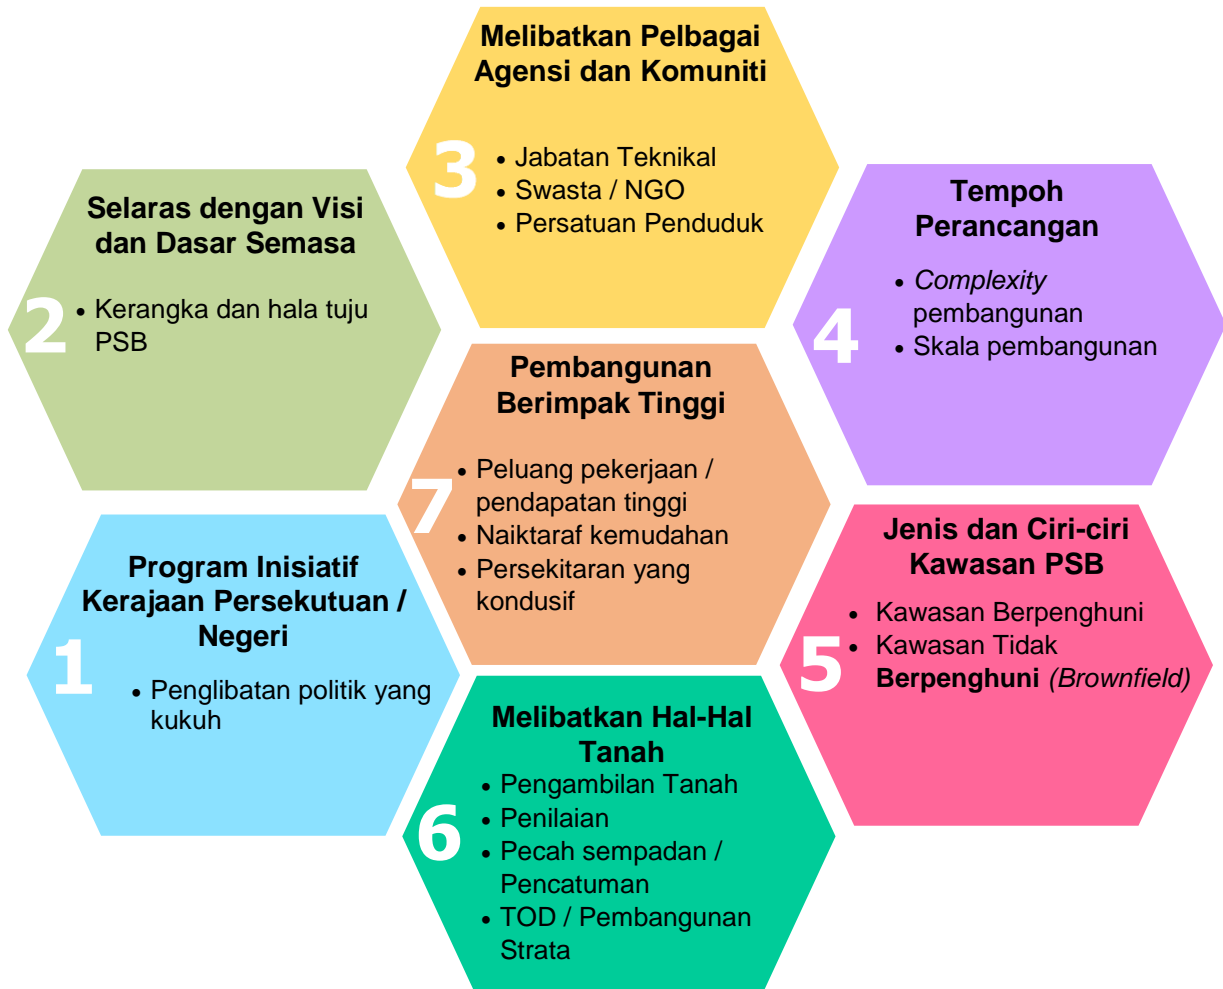 Melibatkan Pelbagai
Agensi dan Komuniti
3
• Jabatan Teknikal
• Swasta / NGO
• Persatuan Penduduk
Selaras dengan Visi
dan Dasar Semasa
2
• Kerangka dan hala tuju
PSB
Tempoh
Perancangan
4
• Complexity
pembangunan
• Skala pembangunan
Pembangunan
Berimpak Tinggi
7
• Peluang pekerjaan /
pendapatan tinggi
• Naiktaraf kemudahan
• Persekitaran yang
kondusif
Program Inisiatif
Kerajaan Persekutuan /
Negeri
1
• Penglibatan politik yang
kukuh
Jenis dan Ciri-ciri
Kawasan PSB
5
• Kawasan Berpenghuni
• Kawasan Tidak
Berpenghuni (Brownfield)
Melibatkan Hal-Hal
Tanah
6
• Pengambilan Tanah
• Penilaian
• Pecah sempadan /
Pencatuman
• TOD / Pembangunan
Strata